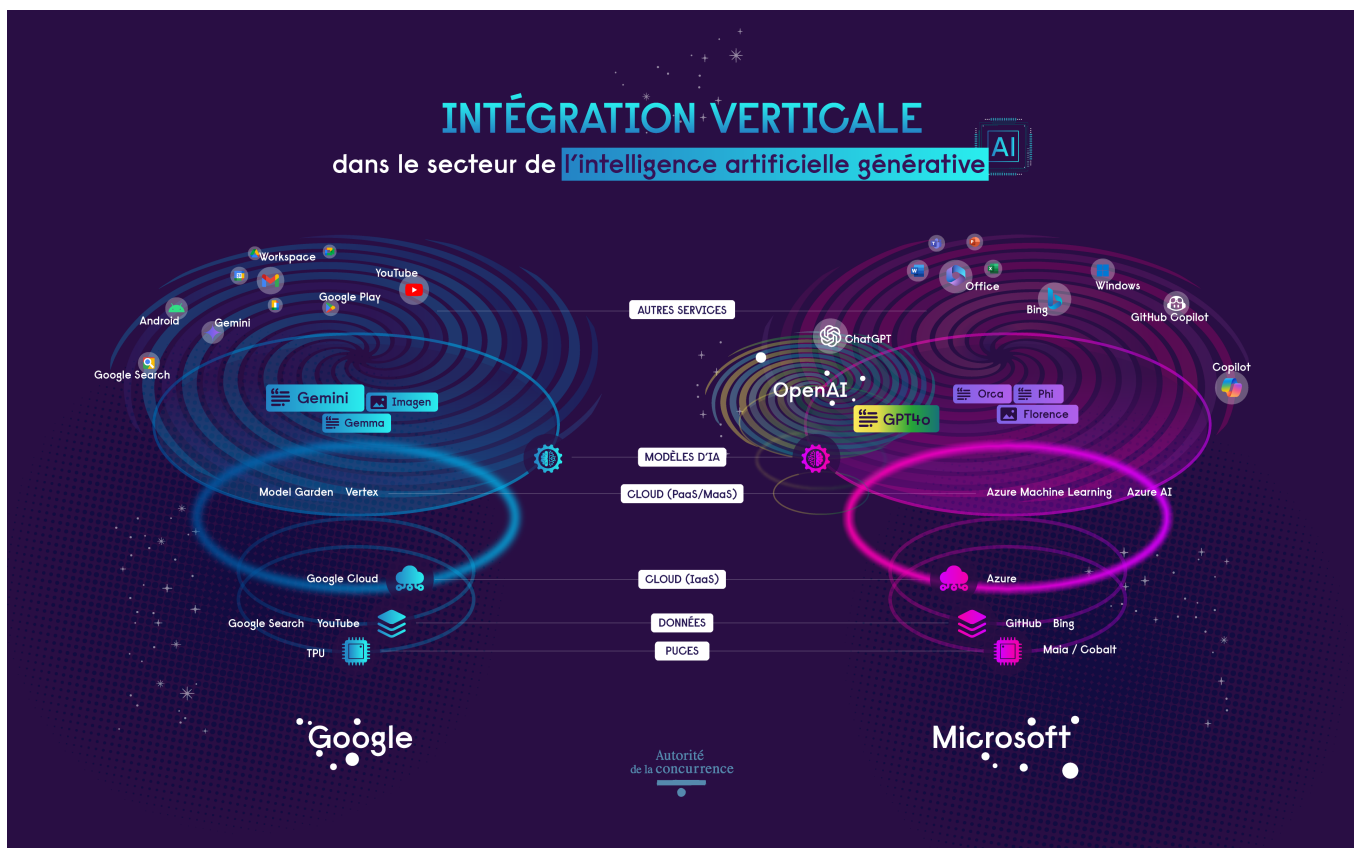 INTÉGRATION VERTICALE
dans le secteur de l'intelligence artificielle générative
AI
Workspace
YouTube
Google Play
Android
Gemini
Google Search
AUTRES SERVICES
Office
Windows
Bing
GitHub Copilot
ChatGPT
Copilot
OpenAI
Gemini
Imagen
Gemma
GPT4o
Orca
Phi
Florence
MODÈLES D'IA
Model Garden Vertex
CLOUD (PaaS/MaaS)
Azure Machine Learning Azure AI
Google Cloud
CLOUD (IaaS)
Azure
Google Search YouTube
DONNÉES
GitHub Bing
TPU
PUCES
Maia / Cobalt
Google
Microsoft
Autorité
de la concurrence